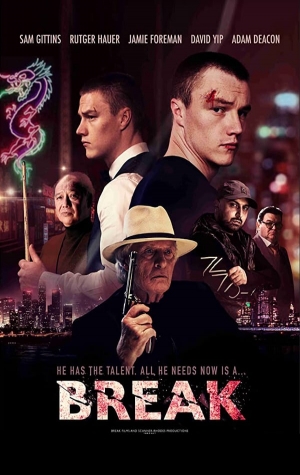 SAM GITTINS RUTGER HAUER JAMIE FOREMAN DAVID YIP ADAM DEACON
HE HAS THE TALENT. ALL HE NEEDS NOW IS A...
BREAK